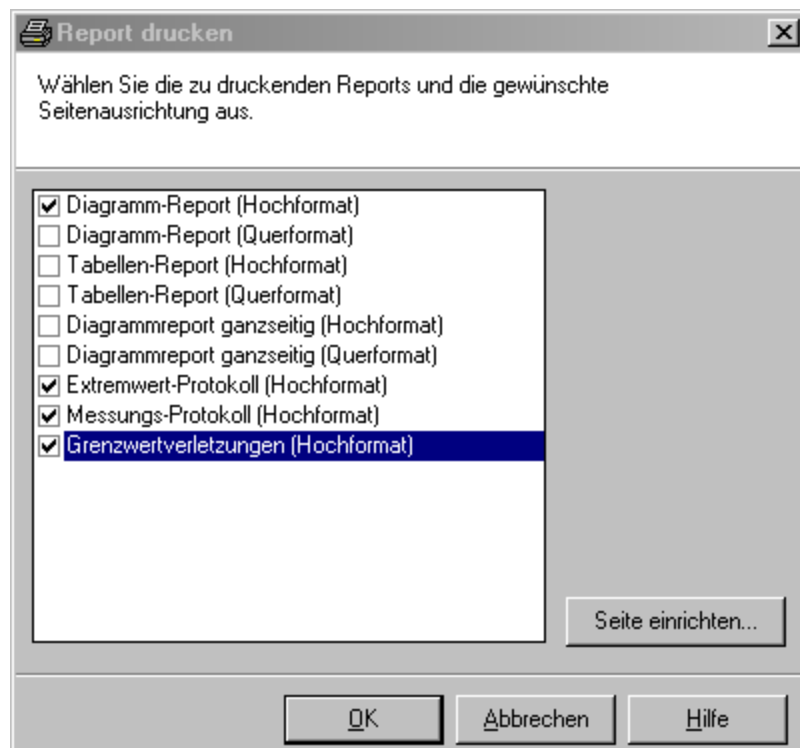 Report drucken
Wählen Sie die zu druckenden Reports und die gewünschte
Seitenausrichtung aus.
Diagramm-Report (Hochformat)
Diagramm-Report (Querformat)
Tabellen-Report (Hochformat)
Tabellen-Report (Querformat)
Diagrammreport ganzseitig (Hochformat)
Diagrammreport ganzseitig (Querformat)
Extremwert-Protokoll (Hochformat)
Messungs-Protokoll (Hochformat)
Grenzwertverletzungen (Hochformat)
Seite einrichten...
OK
Abbrechen
Hilfe